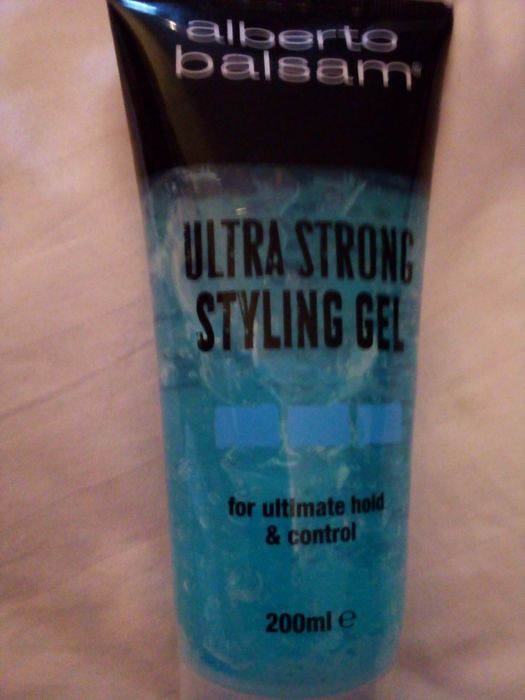 alberto
balsam®
ULTRA STRONG
STYLING GEL
for ultimate hold
& control
200ml ℮